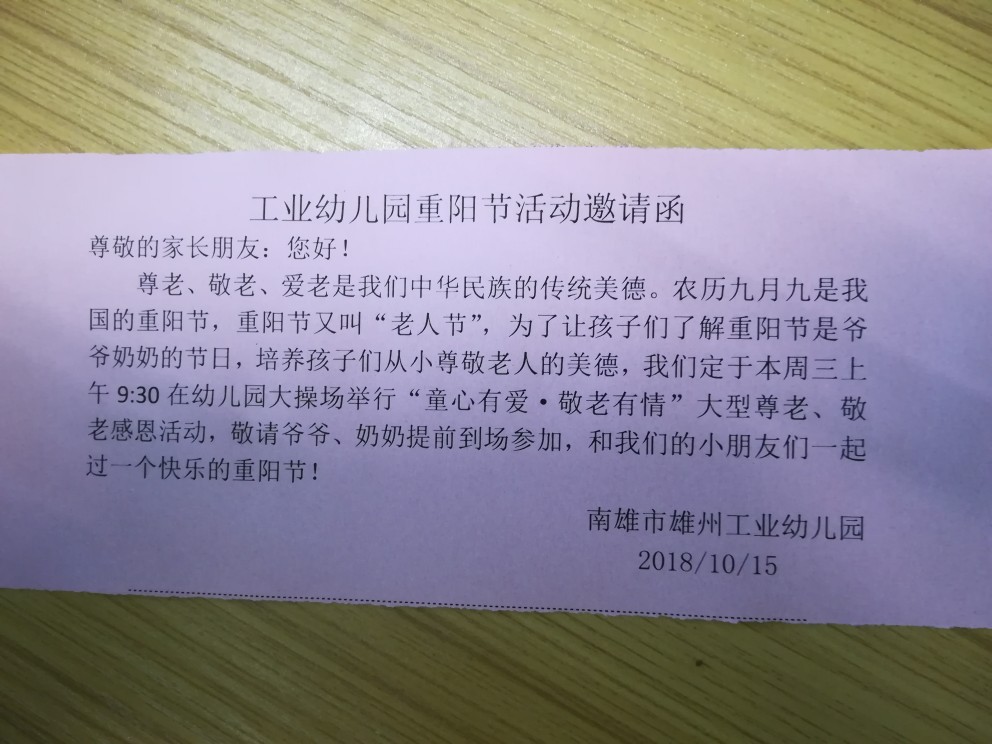 工业幼儿园重阳节活动邀请函
尊敬的家长朋友：您好！
尊老、敬老、爱老是我们中华民族的传统美德。农历九月九是我
国的重阳节，重阳节又叫“老人节”，为了让孩子们了解重阳节是爷
爷奶奶的节日，培养孩子们从小尊敬老人的美德，我们定于本周三上
午 9:30 在幼儿园大操场举行“童心有爱•敬老有情”大型尊老、敬
老感恩活动，敬请爷爷、奶奶提前到场参加，和我们的小朋友们一起
过一个快乐的重阳节！
南雄市雄州工业幼儿园
2018/10/15